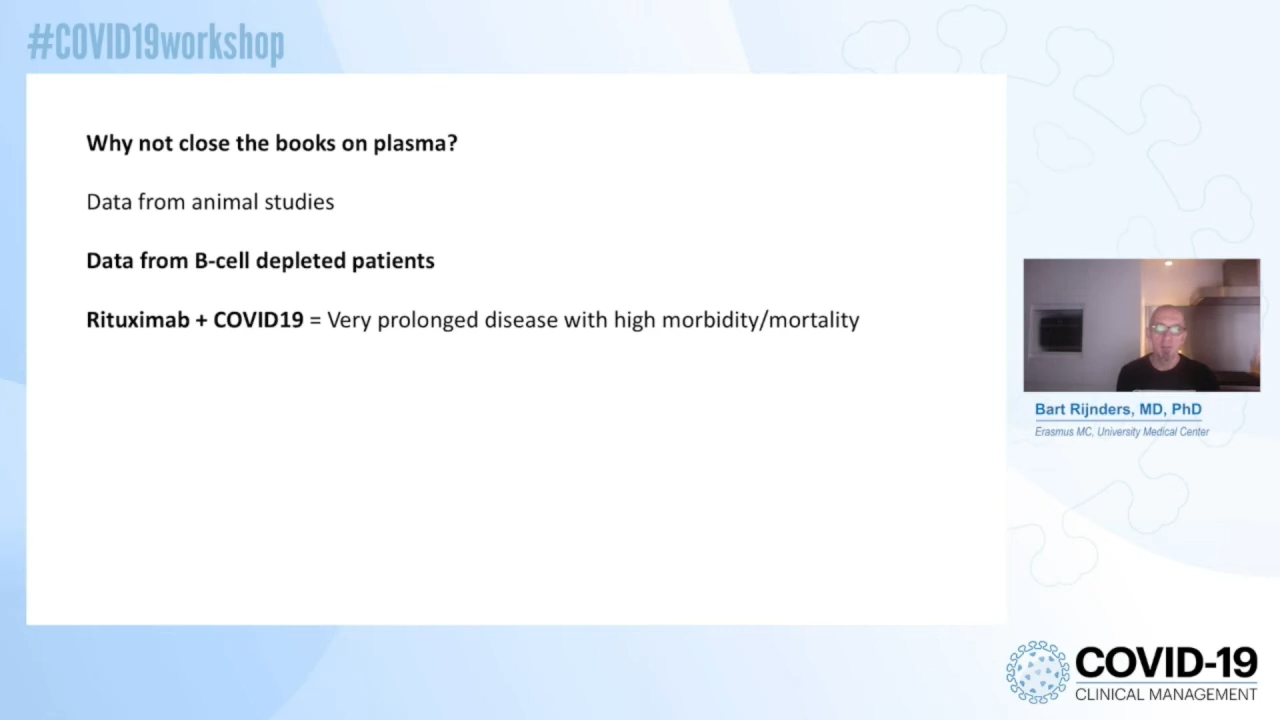 #COVID19workshop
Why not close the books on plasma?
Data from animal studies
Data from B-cell depleted patients
Rituximab + COVID19 = Very prolonged disease with high morbidity/mortality
Bart Rijnders, MD, PhD
Erasmus MC, University Medical Center
COVID-19
CLINICAL MANAGEMENT